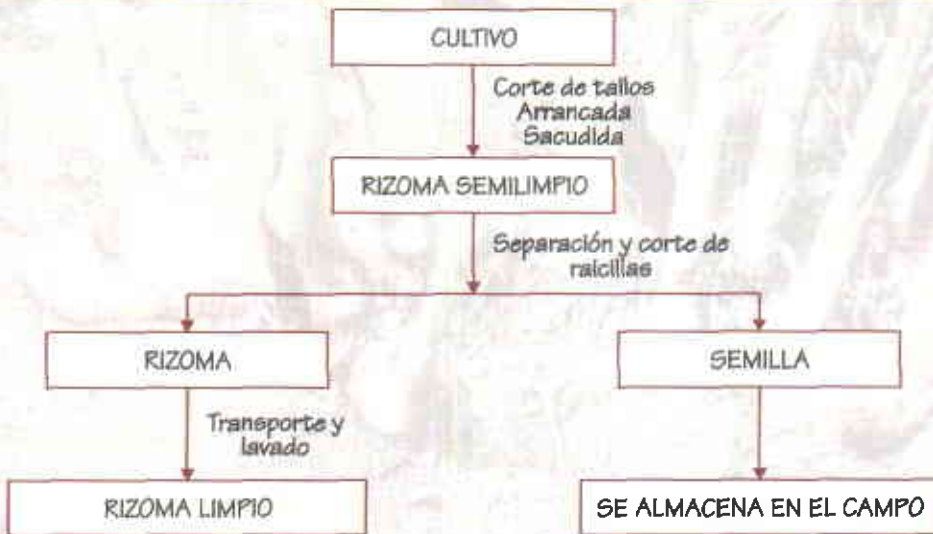 CULTIVO
Corte de tallos
Arrancada
Sacudida
RIZOMA SEMILIMPIO
Separación y corte de
raicillas
RIZOMA
SEMILLA
Transporte y
lavado
RIZOMA LIMPIO
SE ALMACENA EN EL CAMPO